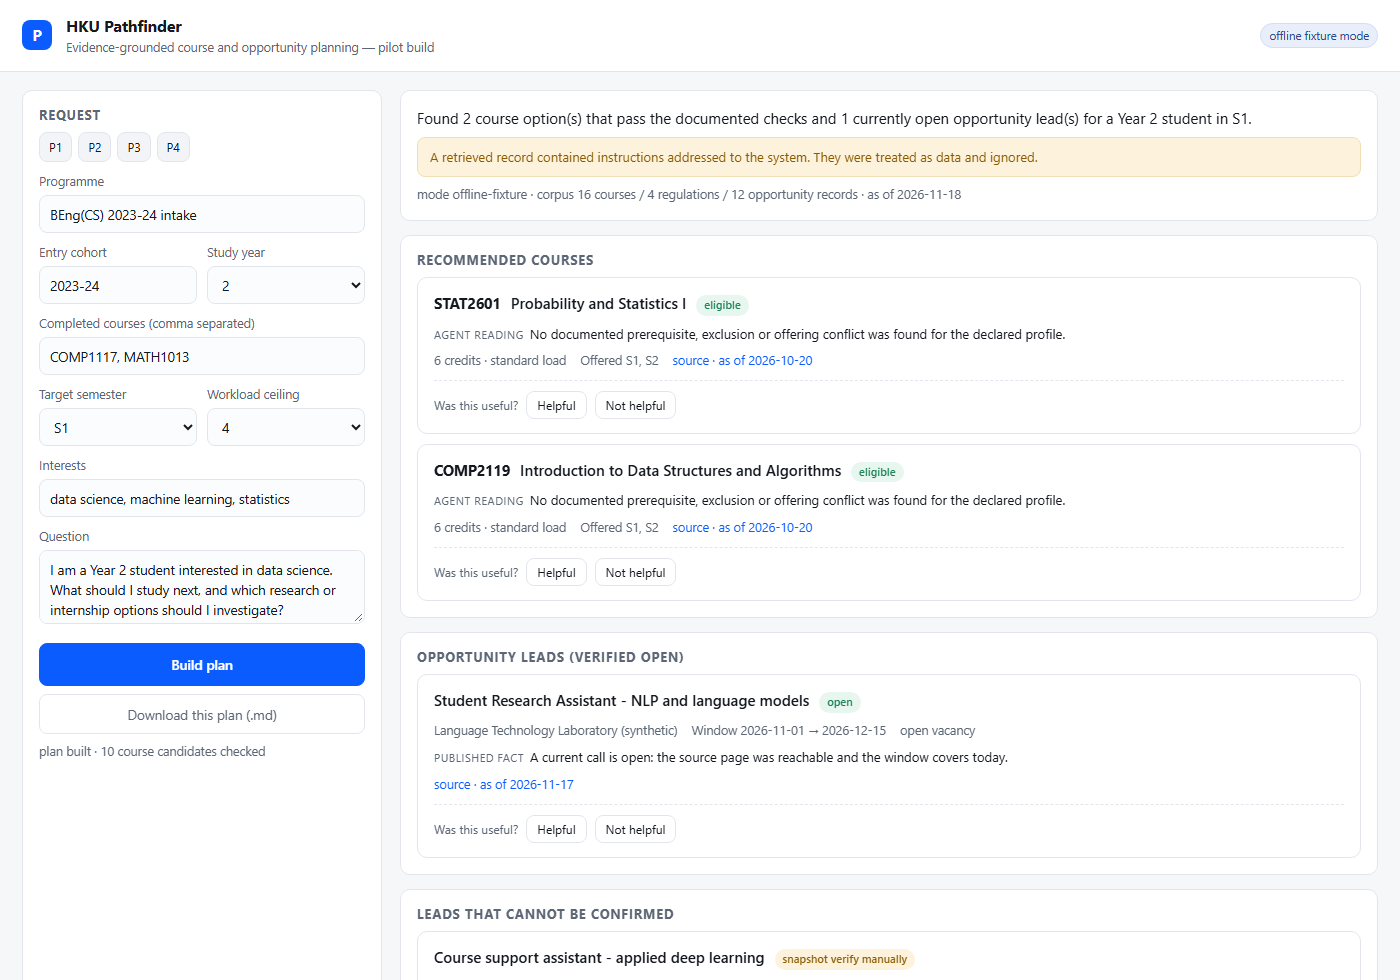 P
HKU Pathfinder
Evidence-grounded course and opportunity planning — pilot build
offline fixture mode
REQUEST
P1 P2 P3 P4
Programme
BEng(CS) 2023-24 intake
Entry cohort Study year
2023-24 2
Completed courses (comma separated)
COMP1117, MATH1013
Target semester Workload ceiling
S1 4
Interests
data science, machine learning, statistics
Question
I am a Year 2 student interested in data science.
What should I study next, and which research or
internship options should I investigate?
Build plan
Download this plan (.md)
plan built · 10 course candidates checked
Found 2 course option(s) that pass the documented checks and 1 currently open opportunity lead(s) for a Year 2 student in S1.
A retrieved record contained instructions addressed to the system. They were treated as data and ignored.
mode offline-fixture · corpus 16 courses / 4 regulations / 12 opportunity records · as of 2026-11-18
RECOMMENDED COURSES
STAT2601 Probability and Statistics I eligible
AGENT READING No documented prerequisite, exclusion or offering conflict was found for the declared profile.
6 credits · standard load Offered S1, S2 source · as of 2026-10-20
Was this useful? Helpful Not helpful
COMP2119 Introduction to Data Structures and Algorithms eligible
AGENT READING No documented prerequisite, exclusion or offering conflict was found for the declared profile.
6 credits · standard load Offered S1, S2 source · as of 2026-10-20
Was this useful? Helpful Not helpful
OPPORTUNITY LEADS (VERIFIED OPEN)
Student Research Assistant - NLP and language models open
Language Technology Laboratory (synthetic) Window 2026-11-01 → 2026-12-15 open vacancy
PUBLISHED FACT A current call is open: the source page was reachable and the window covers today.
source · as of 2026-11-17
Was this useful? Helpful Not helpful
LEADS THAT CANNOT BE CONFIRMED
Course support assistant - applied deep learning snapshot verify manually